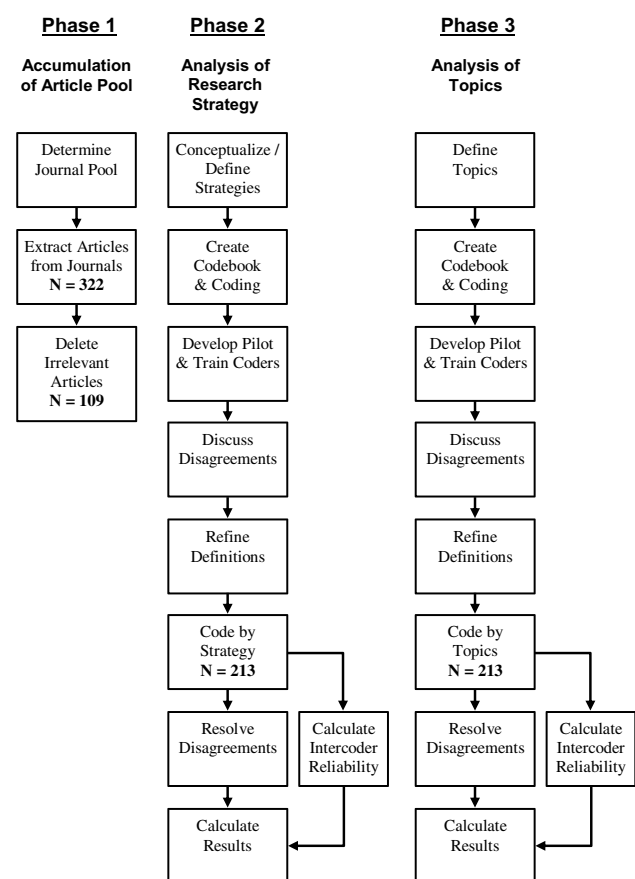 Phase 1
Accumulation
of Article Pool
Determine
Journal Pool
Extract Articles
from Journals
N = 322
Delete
Irrelevant
Articles
N = 109
Phase 2
Analysis of
Research
Strategy
Conceptualize /
Define
Strategies
Create
Codebook
& Coding
Develop Pilot
& Train Coders
Discuss
Disagreements
Refine
Definitions
Code by
Strategy
N = 213
Resolve
Disagreements
Calculate
Intercoder
Reliability
Calculate
Results
Phase 3
Analysis of
Topics
Define
Topics
Create
Codebook
& Coding
Develop Pilot
& Train Coders
Discuss
Disagreements
Refine
Definitions
Code by
Topics
N = 213
Resolve
Disagreements
Calculate
Intercoder
Reliability
Calculate
Results